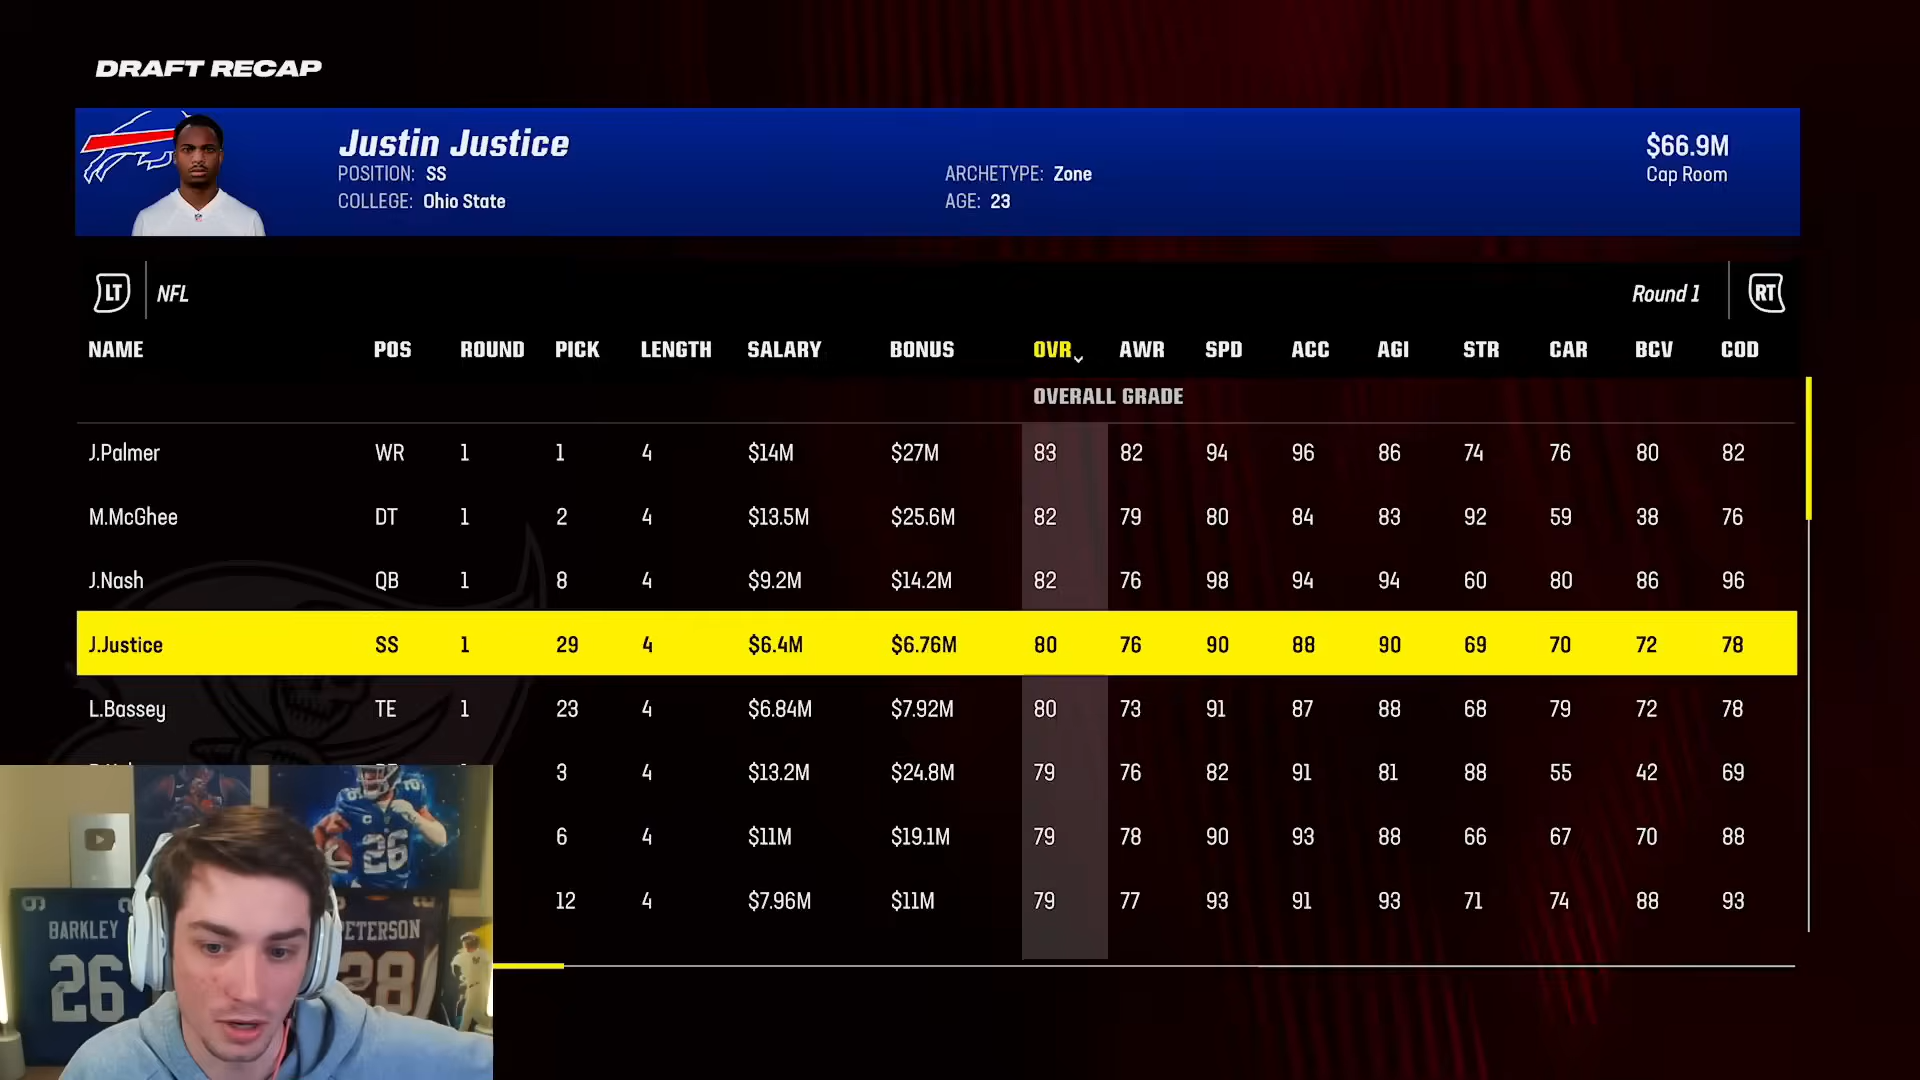 DRAFT RECAP
Justin Justice
POSITION: SS
COLLEGE: Ohio State
ARCHETYPE: Zone
AGE: 23
$66.9M
Cap Room
LT NFL
Round 1 RT
NAME POS ROUND PICK LENGTH SALARY BONUS OVR AWR SPD ACC AGI STR CAR BCV COD
OVERALL GRADE
J.Palmer WR 1 1 4 $14M $27M 83 82 94 96 86 74 76 80 82
M.McGhee DT 1 2 4 $13.5M $25.6M 82 79 80 84 83 92 59 38 76
J.Nash QB 1 8 4 $9.2M $14.2M 82 76 98 94 94 60 80 86 96
J.Justice SS 1 29 4 $6.4M $6.76M 80 76 90 88 90 69 70 72 78
L.Bassey TE 1 23 4 $6.84M $7.92M 80 73 91 87 88 68 79 72 78
3 4 $13.2M $24.8M 79 76 82 91 81 88 55 42 69
6 4 $11M $19.1M 79 78 90 93 88 66 67 70 88
12 4 $7.96M $11M 79 77 93 91 93 71 74 88 93
26
BARKLEY
26
PETERSON
28